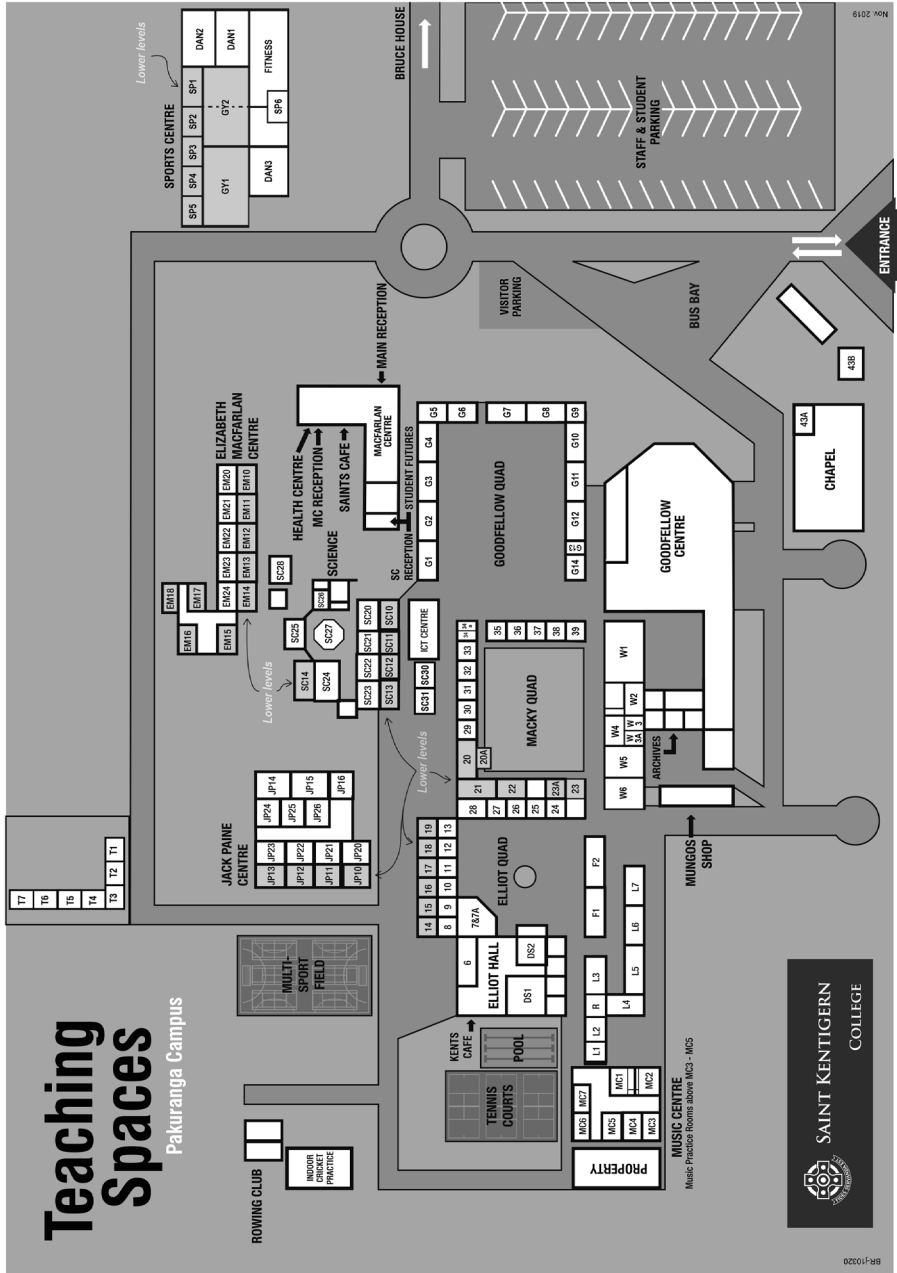 Teaching
Spaces
Pakuranga Campus
ROWING CLUB
INDOOR
CRICKET
PRACTICE
T7
T6
T5
T4
T3
T2
T1
MULTI-
SPORT
FIELD
JACK PAINE
CENTRE
JP13
JP12
JP11
JP10
JP23
JP22
JP21
JP20
JP24
JP25
JP26
JP14
JP15
JP16
Lower levels
EM18
EM17
EM16
EM15
ELIZABETH
MACFARLAN
CENTRE
EM24
EM23
EM22
EM21
EM20
EM14
EM13
EM12
EM11
EM10
Lower levels
SC14
SC24
SC25
SC27
SC26
SC28
SCIENCE
SC23
SC22
SC21
SC20
SC13
SC12
SC11
SC10
SC31
SC30
ICT CENTRE
HEALTH CENTRE
MC RECEPTION
SAINTS CAFE
MAIN RECEPTION
MACFARLAN
CENTRE
SC
RECEPTION
STUDENT FUTURES
SPORTS CENTRE
Lower levels
SP5
SP4
SP3
SP2
SP1
GY1
GY2
DAN2
DAN1
DAN3
SP6
FITNESS
BRUCE HOUSE
STAFF & STUDENT
PARKING
VISITOR
PARKING
BUS BAY
ENTRANCE
G1
G2
G3
G4
G5
G6
G7
G8
G9
G10
G11
G12
G14
GOODFELLOW QUAD
GOODFELLOW
CENTRE
43A
43B
CHAPEL
14
15
16
17
18
19
8
9
10
11
12
13
7&7A
6
ELLIOT HALL
DS1
DS2
KENTS
CAFE
ELLIOT QUAD
28
27
26
25
24
21
22
23A
23
20
20A
29
30
31
32
33
34
35
36
37
38
39
MACKY QUAD
POOL
TENNIS
COURTS
L1
L2
R
L3
L4
L5
L6
L7
F1
F2
W6
W5
W4
W
3A
W
3
W2
W1
ARCHIVES
MUNGOS
SHOP
MC7
MC6
MC5
MC4
MC3
MC1
MC2
PROPERTY
MUSIC CENTRE
Music Practice Rooms above MC3 - MC5
SAINT KENTIGERN
COLLEGE
FIDES SERVANDA EST
BR-j10320
Nov. 2019